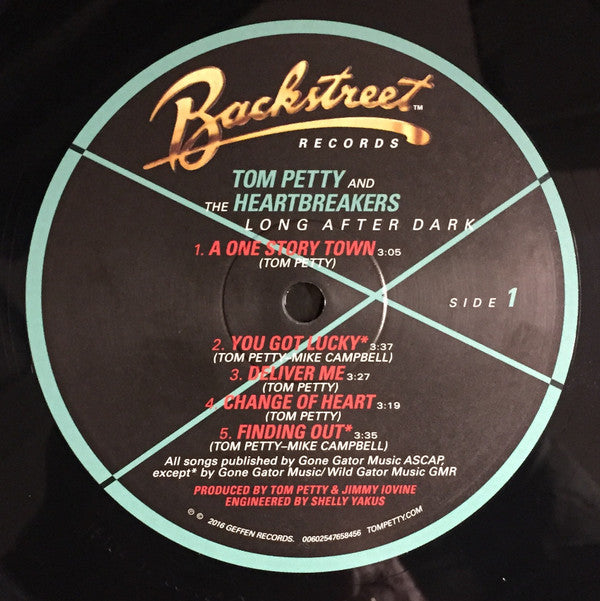 Backstreet™
RECORDS
TOM PETTY AND
THE HEARTBREAKERS
LONG AFTER DARK
1. A ONE STORY TOWN 3:05
(TOM PETTY)
SIDE 1
2. YOU GOT LUCKY* 3:37
(TOM PETTY–MIKE CAMPBELL)
3. DELIVER ME 3:27
(TOM PETTY)
4. CHANGE OF HEART 3:19
(TOM PETTY)
5. FINDING OUT* 3:35
(TOM PETTY–MIKE CAMPBELL)
All songs published by Gone Gator Music ASCAP,
except* by Gone Gator Music/Wild Gator Music GMR
PRODUCED BY TOM PETTY & JIMMY IOVINE
ENGINEERED BY SHELLY YAKUS
℗ © 2016 GEFFEN RECORDS. 00602547658456 TOMPETTY.COM